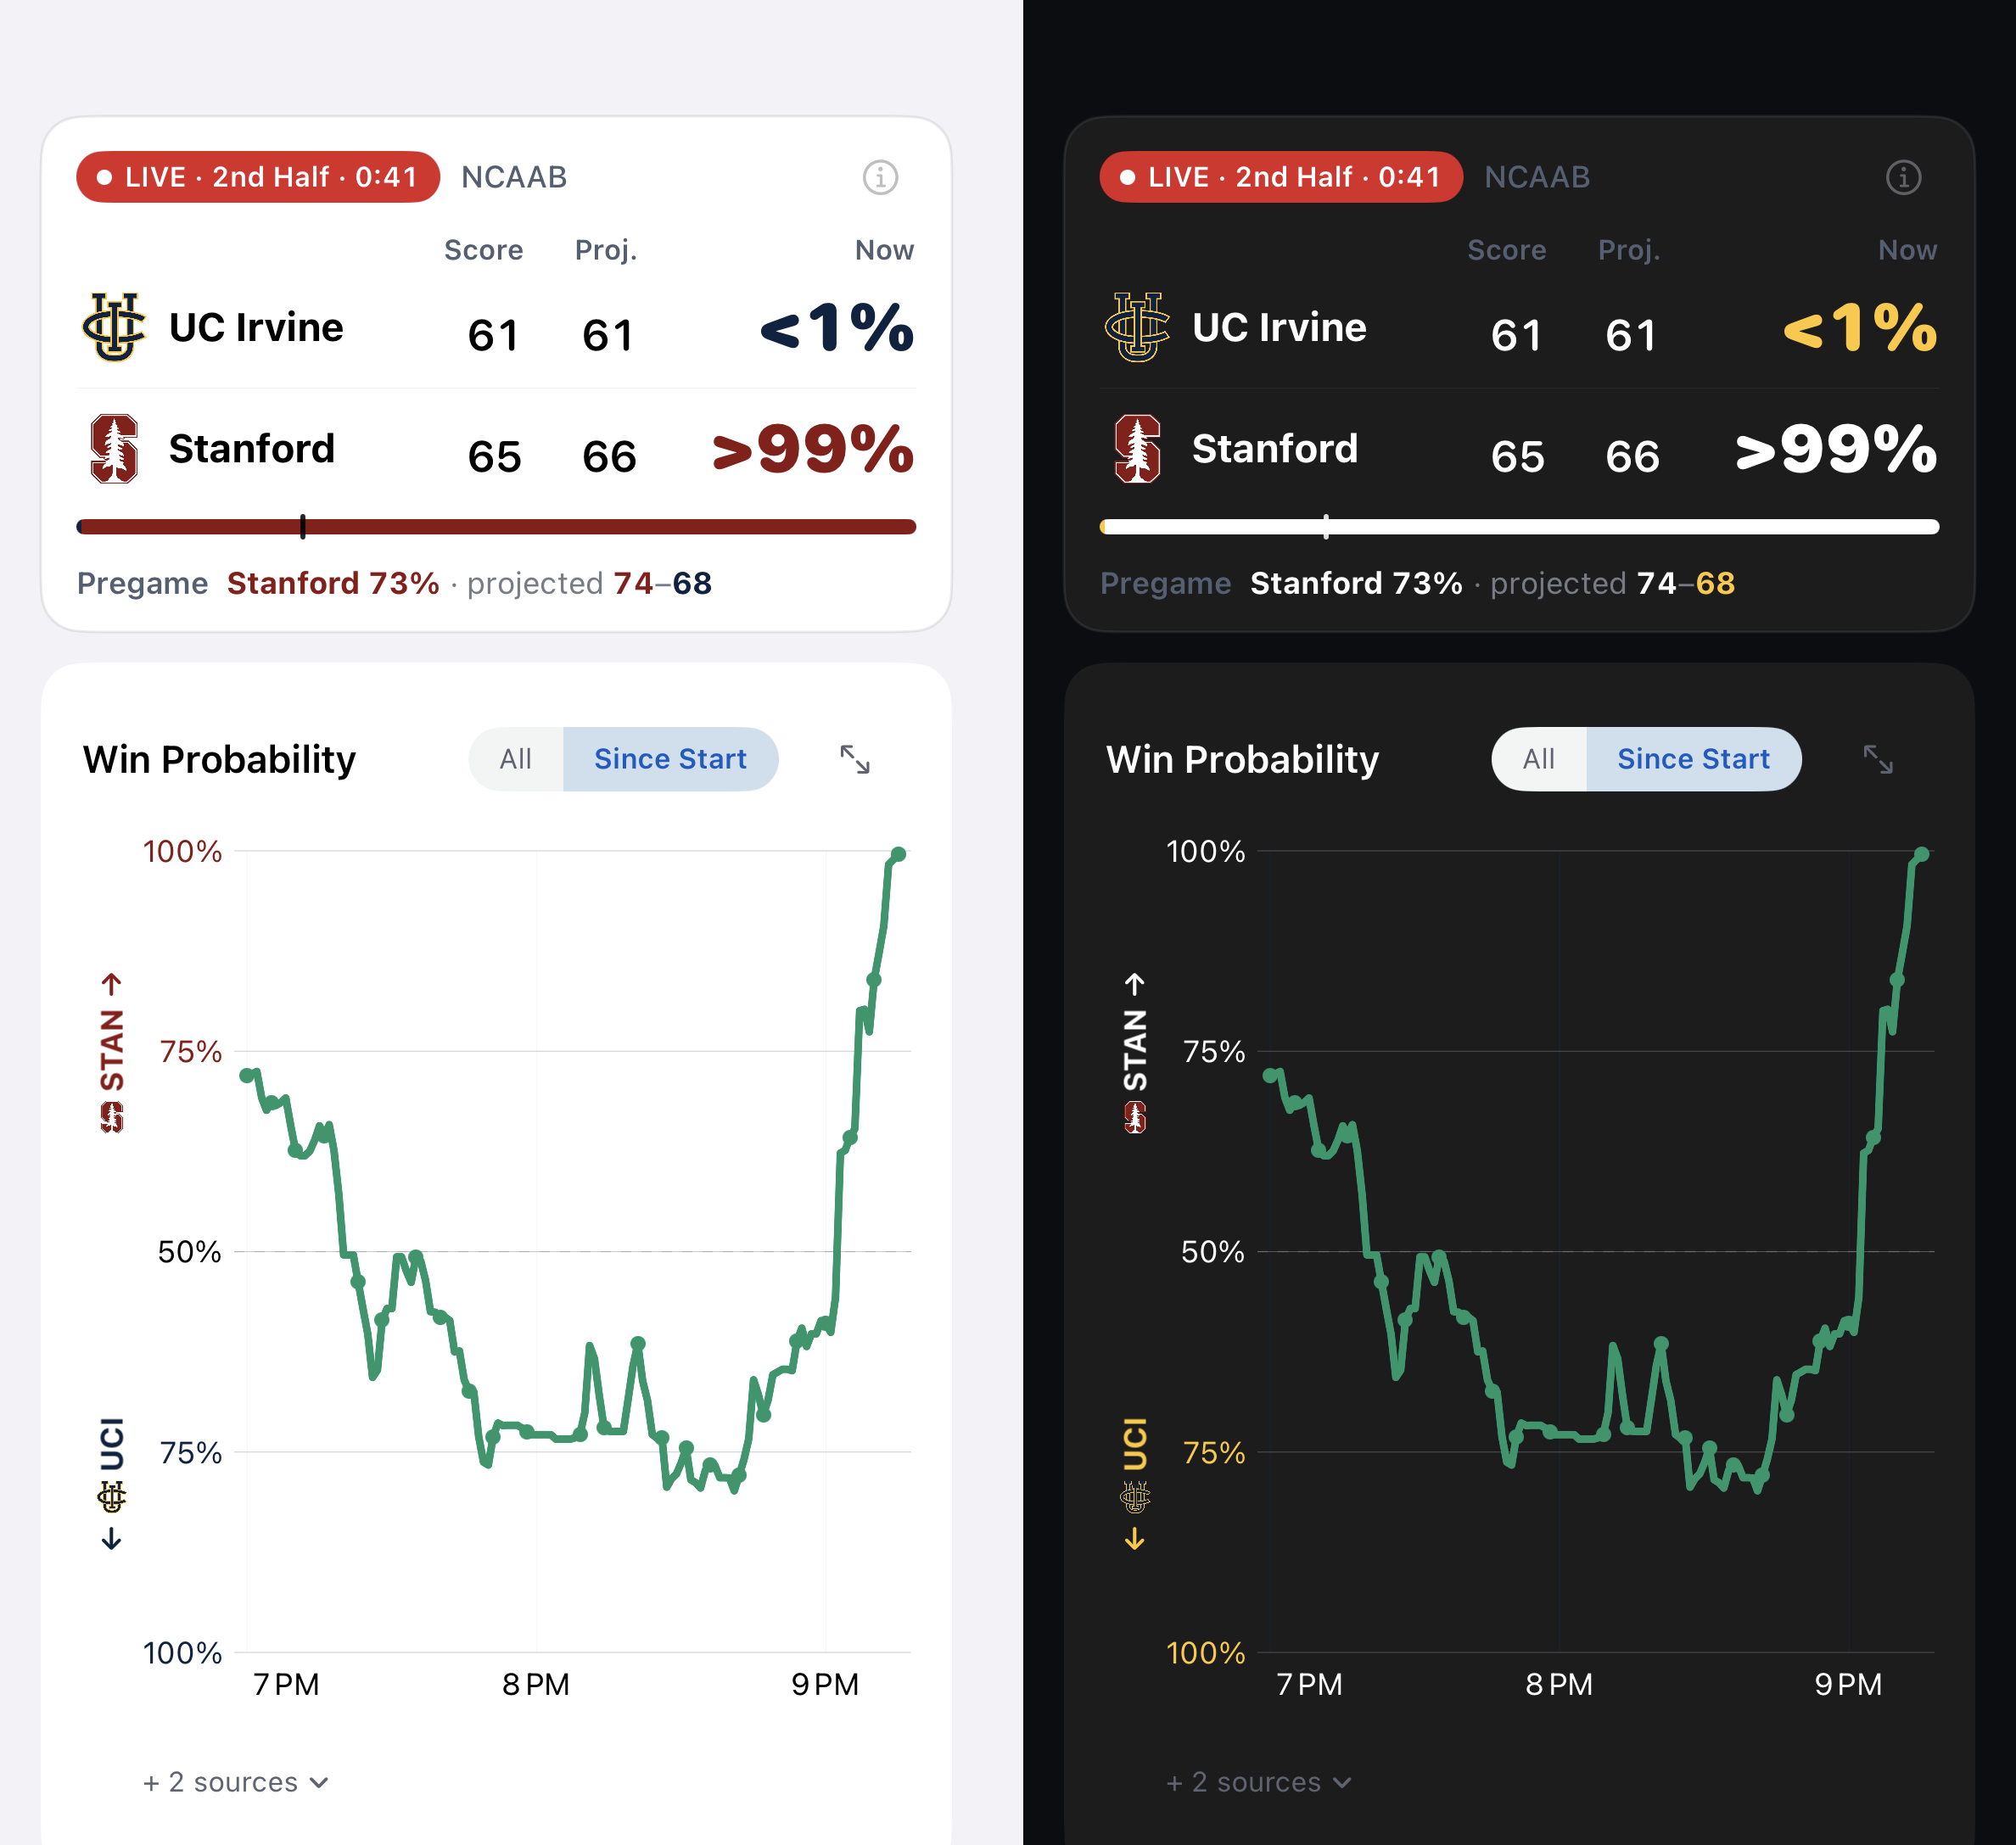 LIVE · 2nd Half · 0:41 NCAAB
Score Proj. Now
UC Irvine 61 61 <1%
Stanford 65 66 >99%
Pregame Stanford 73% · projected 74–68
Win Probability All Since Start
100%
75%
50%
75%
100%
STAN
UCI
7 PM 8 PM 9 PM
+ 2 sources
LIVE · 2nd Half · 0:41 NCAAB
Score Proj. Now
UC Irvine 61 61 <1%
Stanford 65 66 >99%
Pregame Stanford 73% · projected 74–68
Win Probability All Since Start
100%
75%
50%
75%
100%
STAN
UCI
7 PM 8 PM 9 PM
+ 2 sources